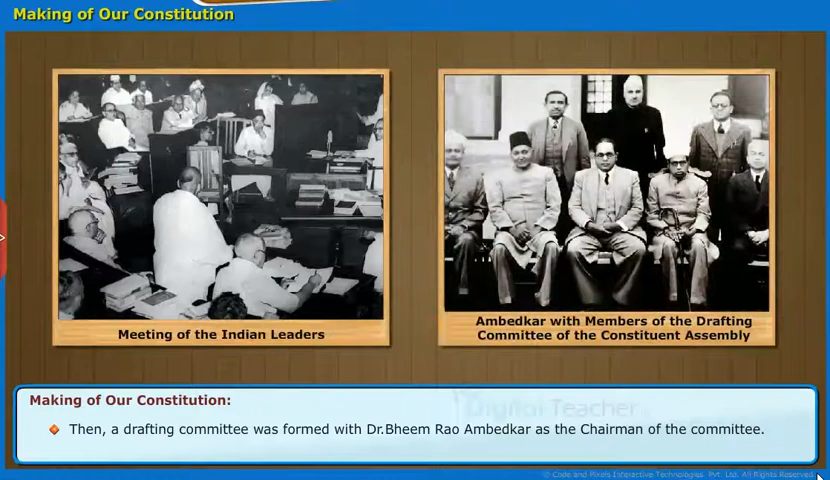 Making of Our Constitution
Meeting of the Indian Leaders
Ambedkar with Members of the Drafting
Committee of the Constituent Assembly
Making of Our Constitution:
Digital Teacher
Then, a drafting committee was formed with Dr.Bheem Rao Ambedkar as the Chairman of the committee.
© Code and Pixels Interactive Technologies Pvt. Ltd. All Rights Reserved